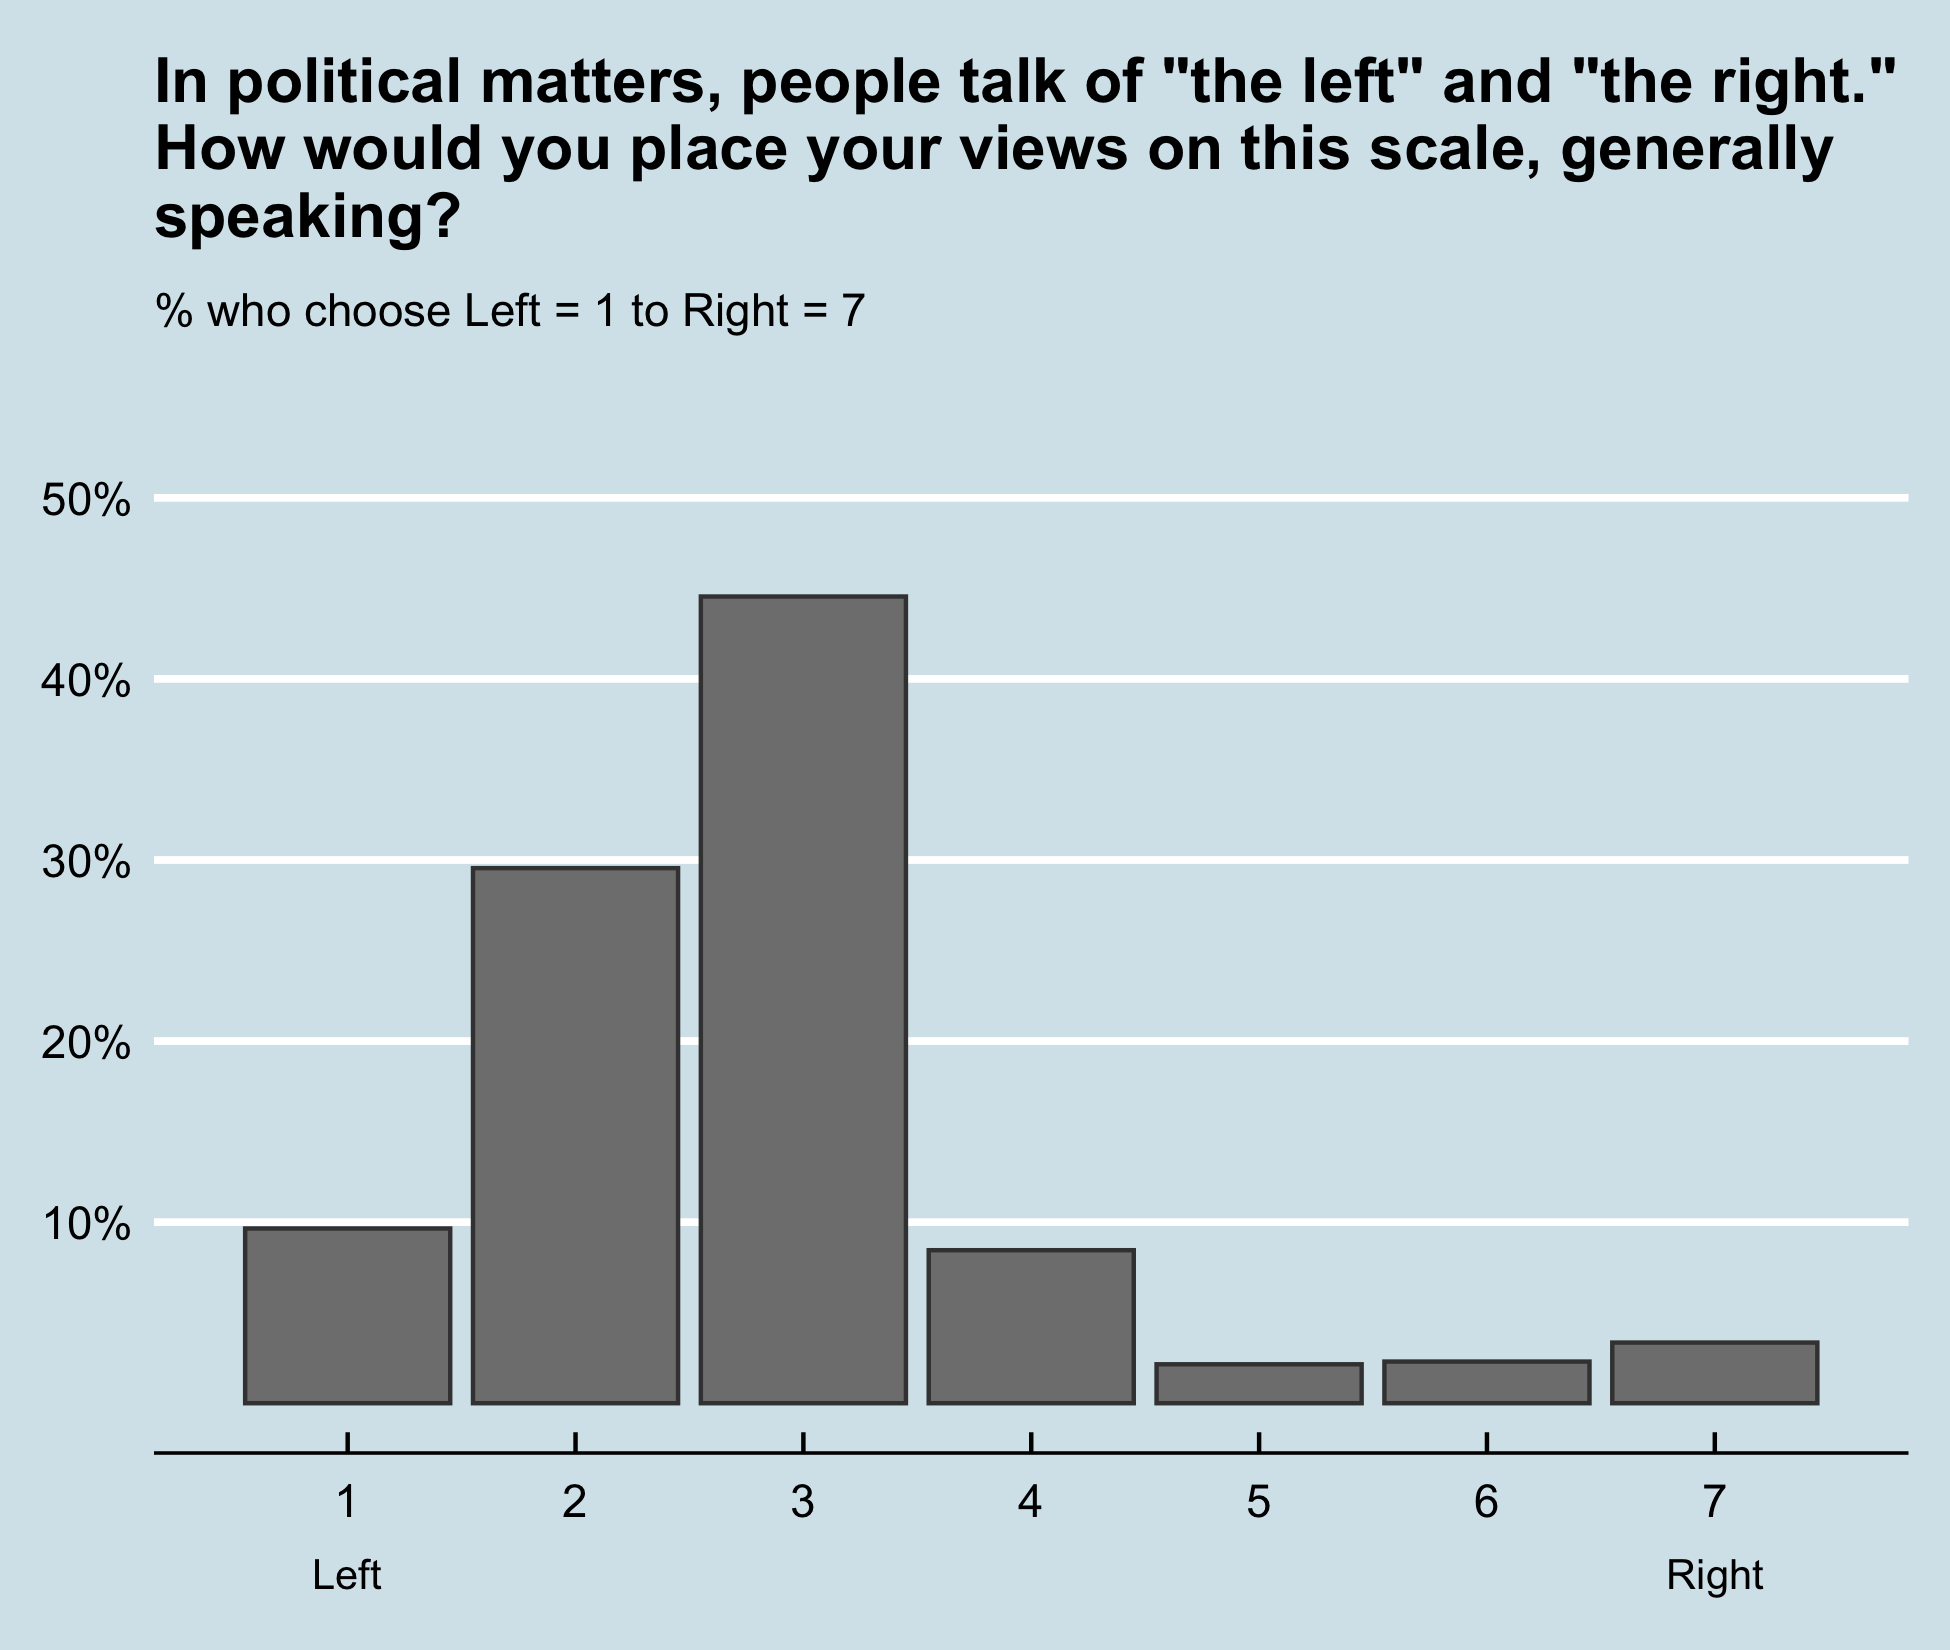 In political matters, people talk of "the left" and "the right."
How would you place your views on this scale, generally
speaking?
% who choose Left = 1 to Right = 7
50%
40%
30%
20%
10%
1 2 3 4 5 6 7
Left Right